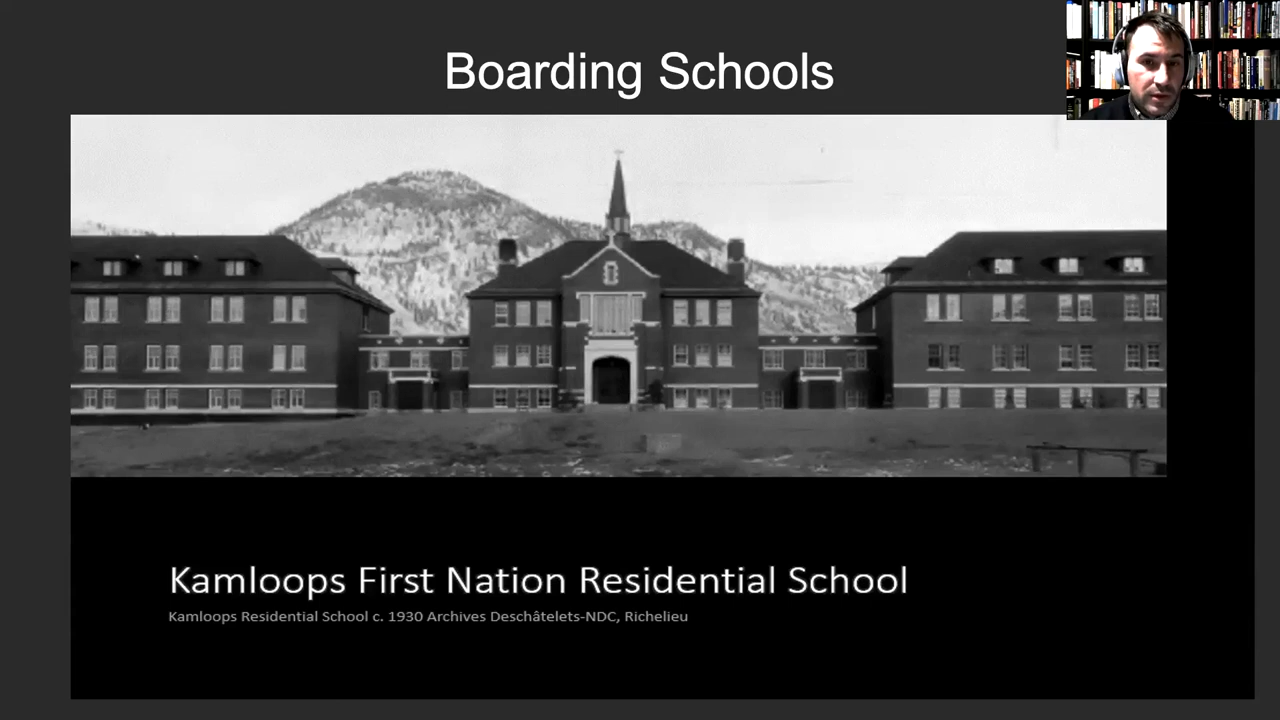 Boarding Schools
Kamloops First Nation Residential School
Kamloops Residential School c. 1930 Archives Deschâtelets-NDC, Richelieu